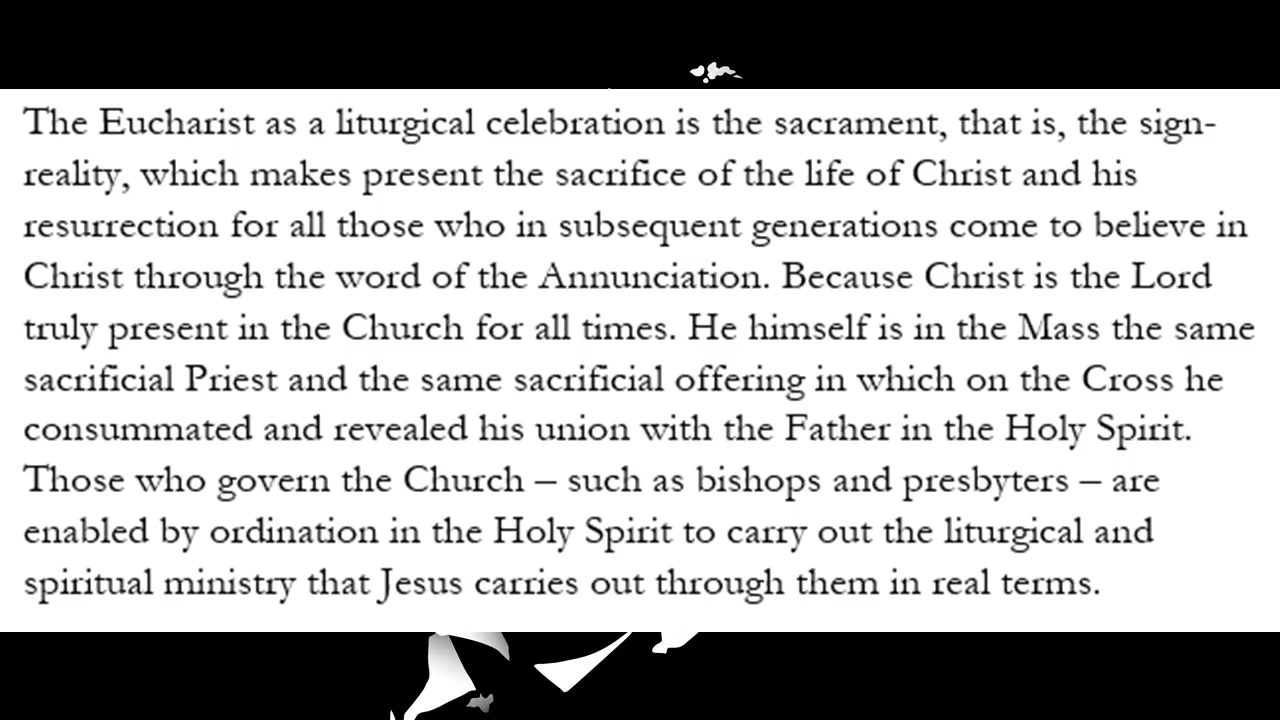 The Eucharist as a liturgical celebration is the sacrament, that is, the sign-
reality, which makes present the sacrifice of the life of Christ and his
resurrection for all those who in subsequent generations come to believe in
Christ through the word of the Annunciation. Because Christ is the Lord
truly present in the Church for all times. He himself is in the Mass the same
sacrificial Priest and the same sacrificial offering in which on the Cross he
consummated and revealed his union with the Father in the Holy Spirit.
Those who govern the Church – such as bishops and presbyters – are
enabled by ordination in the Holy Spirit to carry out the liturgical and
spiritual ministry that Jesus carries out through them in real terms.